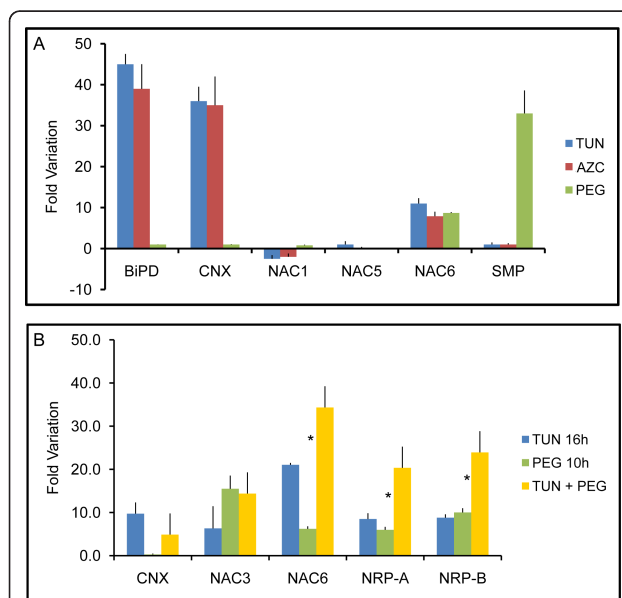 A
50
40
30
20
10
0
-10
Fold Variation
BiPD CNX NAC1 NAC5 NAC6 SMP
TUN
AZC
PEG
B
50.0
40.0
30.0
20.0
10.0
0.0
Fold Variation
* * *
CNX NAC3 NAC6 NRP-A NRP-B
TUN 16h
PEG 10h
TUN + PEG